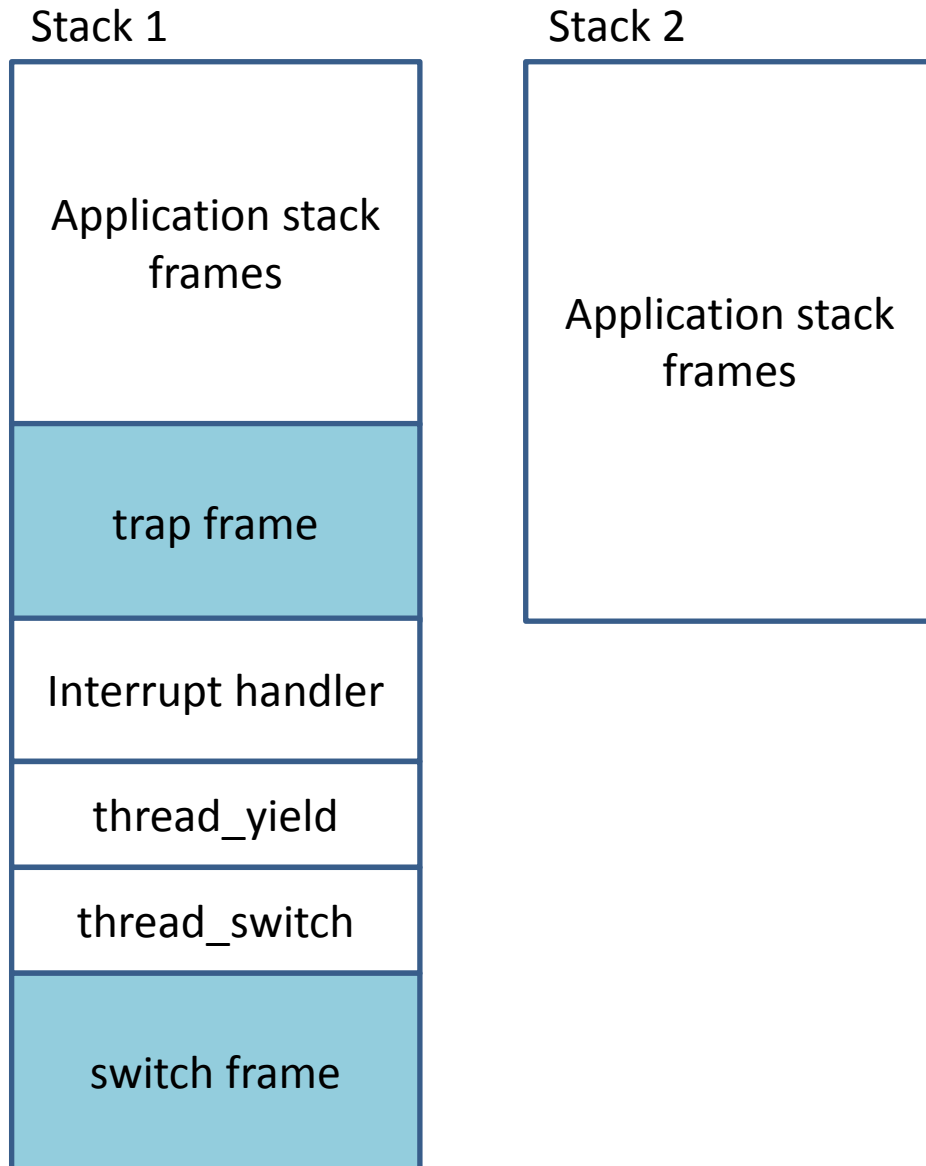 Stack 1
Stack 2
Application stack
frames
trap frame
Interrupt handler
thread_yield
thread_switch
switch frame
Application stack
frames